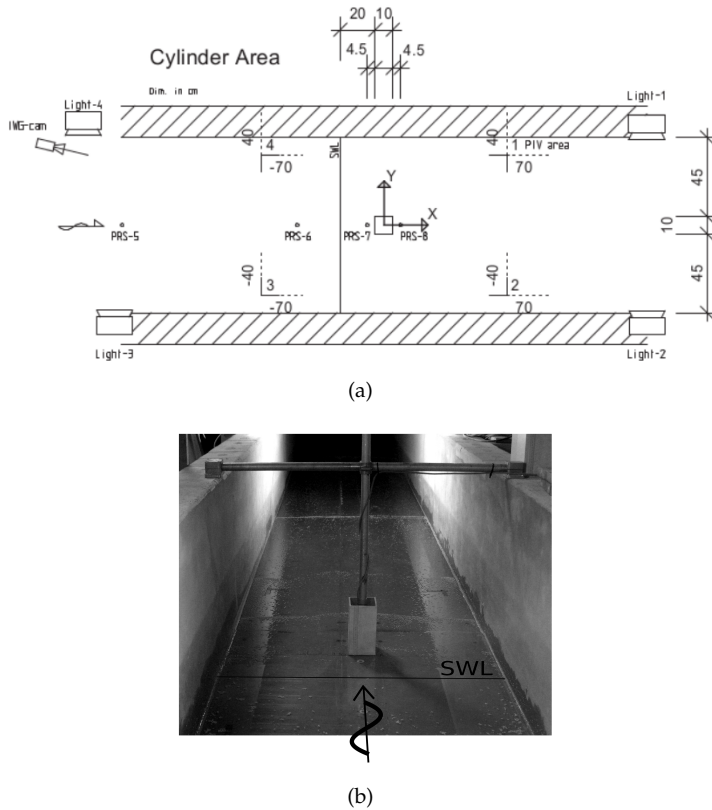 20 10
4.5 4.5
Cylinder Area
Dim. in cm
Light-4
Light-1
IWG-cam
40
4
-70
SWL
40
1 PIV area
70
45
Y
X
10
PRS-5
PRS-6
PRS-7
PRS-8
-40
3
-70
-40
2
70
45
Light-3
Light-2
(a)
SWL
(b)